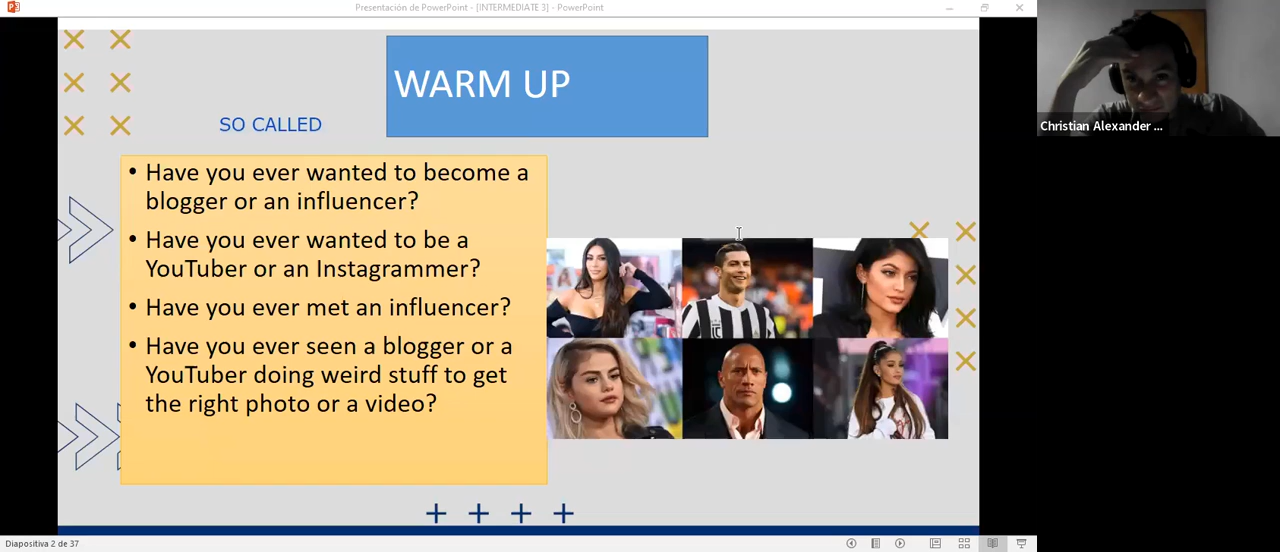 Presentación de PowerPoint - [INTERMEDIATE 3] - PowerPoint
WARM UP
SO CALLED
• Have you ever wanted to become a
blogger or an influencer?
• Have you ever wanted to be a
YouTuber or an Instagrammer?
• Have you ever met an influencer?
• Have you ever seen a blogger or a
YouTuber doing weird stuff to get
the right photo or a video?
Christian Alexander ...
Diapositiva 2 de 37